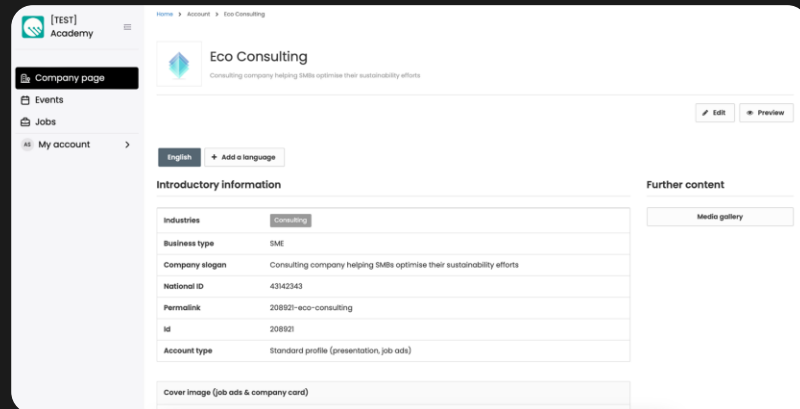 [TEST]
Academy
Company page
Events
Jobs
AS My account
Home > Account > Eco Consulting
Eco Consulting
Consulting company helping SMBs optimise their sustainability efforts
Edit
Preview
English
+ Add a language
Introductory information
Industries Consulting
Business type SME
Company slogan Consulting company helping SMBs optimise their sustainability efforts
National ID 43142343
Permalink 208921-eco-consulting
Id 208921
Account type Standard profile (presentation, job ads)
Cover image (job ads & company card)
Further content
Media gallery